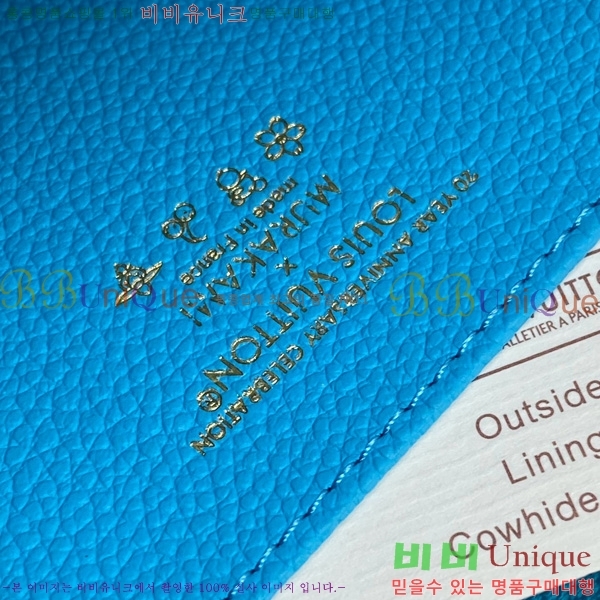 비비유니크
20 YEAR ANNIVERSARY CELEBRATION
LOUIS VUITTON®
×
MURAKAMI
made in France
BBUnique
BBUnique
MALLETIER A PARIS
Outside
Lining
Cowhide
비비 Unique
-본 이미지는 비비유니크에서 촬영한 100% 실사 이미지 입니다.-
믿을수 있는 명품구매대행